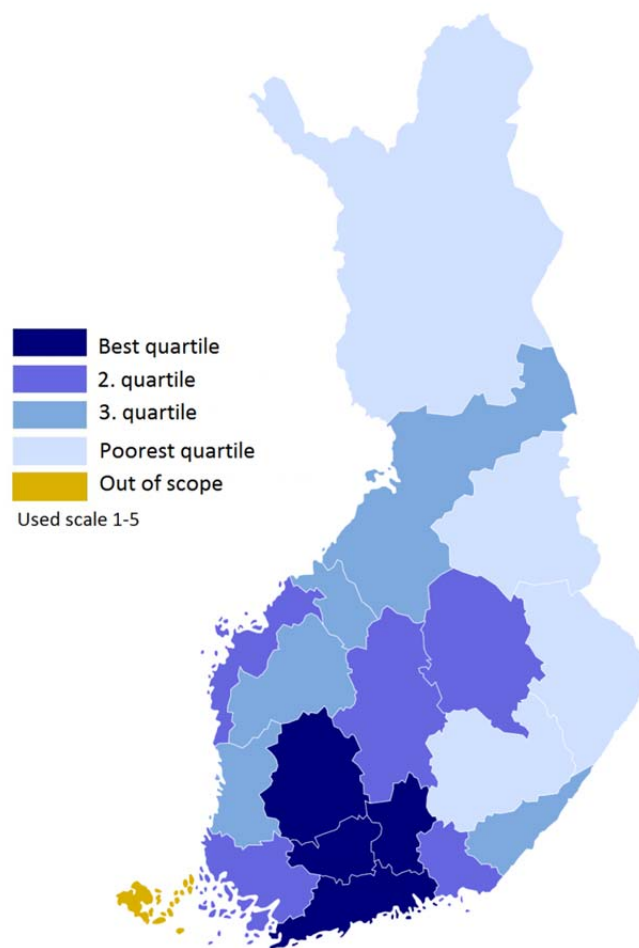 Best quartile
2. quartile
3. quartile
Poorest quartile
Out of scope
Used scale 1-5